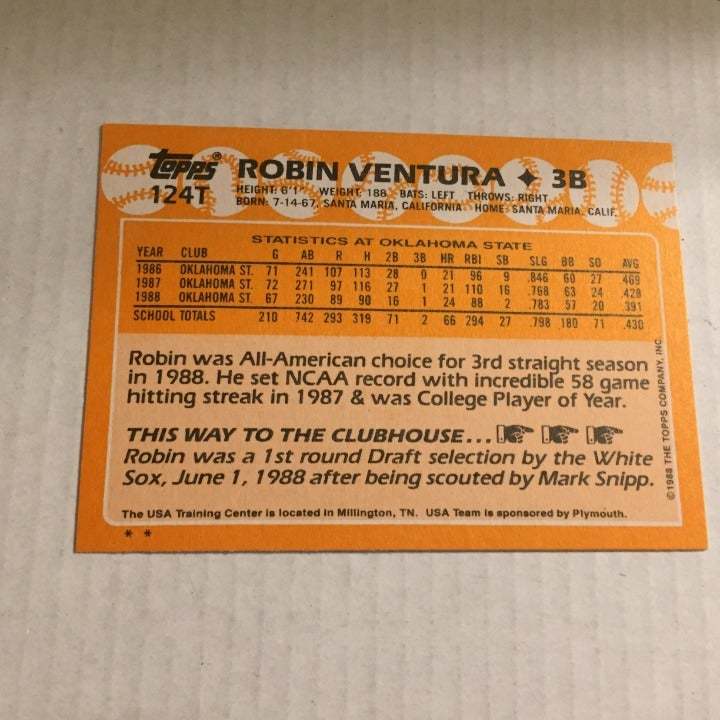 topps® ROBIN VENTURA ✦ 3B
124T HEIGHT: 6'1" WEIGHT: 188 BATS: LEFT THROWS: RIGHT
BORN: 7-14-67, SANTA MARIA, CALIFORNIA HOME: SANTA MARIA, CALIF.
STATISTICS AT OKLAHOMA STATE
YEAR CLUB G AB R H 2B 3B HR RBI SB SLG BB SO AVG
1986 OKLAHOMA ST. 71 241 107 113 28 0 21 96 9 .846 60 27 .469
1987 OKLAHOMA ST. 72 271 97 116 27 1 21 110 16 .768 63 24 .428
1988 OKLAHOMA ST. 67 230 89 90 16 1 24 88 2 .783 57 20 .391
SCHOOL TOTALS 210 742 293 319 71 2 66 294 27 .798 180 71 .430
Robin was All-American choice for 3rd straight season
in 1988. He set NCAA record with incredible 58 game
hitting streak in 1987 & was College Player of Year.
THIS WAY TO THE CLUBHOUSE...
Robin was a 1st round Draft selection by the White
Sox, June 1, 1988 after being scouted by Mark Snipp.
The USA Training Center is located in Millington, TN. USA Team is sponsored by Plymouth.
* *
© 1988 THE TOPPS COMPANY, INC.